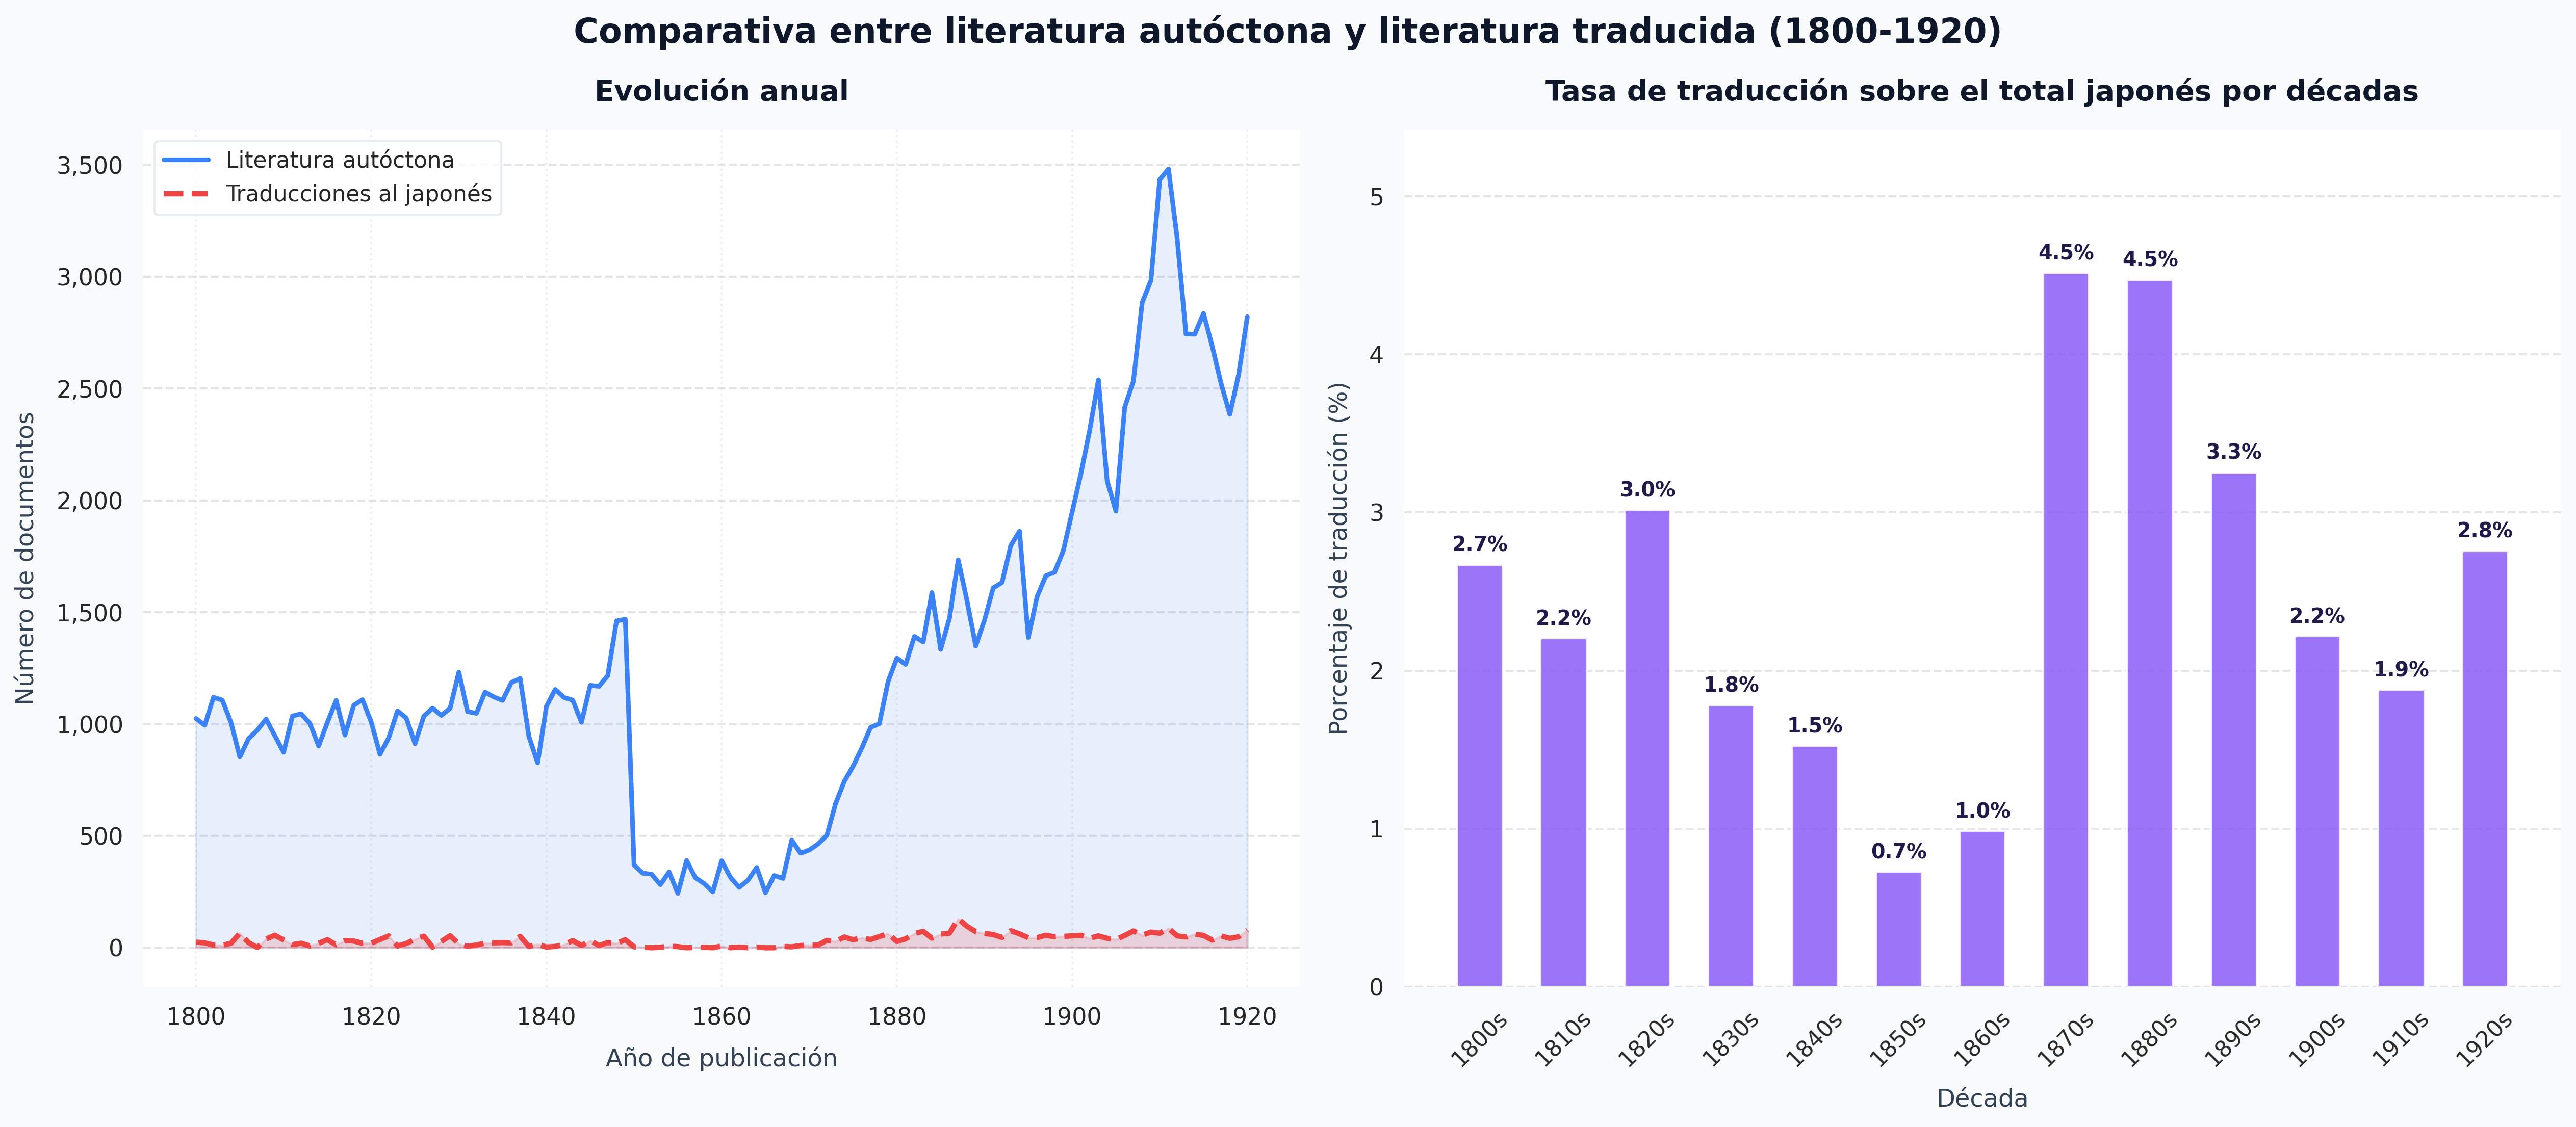 Comparativa entre literatura autóctona y literatura traducida (1800-1920)
Evolución anual
Literatura autóctona
Traducciones al japonés
Número de documentos
3,500
3,000
2,500
2,000
1,500
1,000
500
0
1800
1820
1840
1860
1880
1900
1920
Año de publicación
Tasa de traducción sobre el total japonés por décadas
Porcentaje de traducción (%)
5
4
3
2
1
0
2.7%
2.2%
3.0%
1.8%
1.5%
0.7%
1.0%
4.5%
4.5%
3.3%
2.2%
1.9%
2.8%
1800s
1810s
1820s
1830s
1840s
1850s
1860s
1870s
1880s
1890s
1900s
1910s
1920s
Década